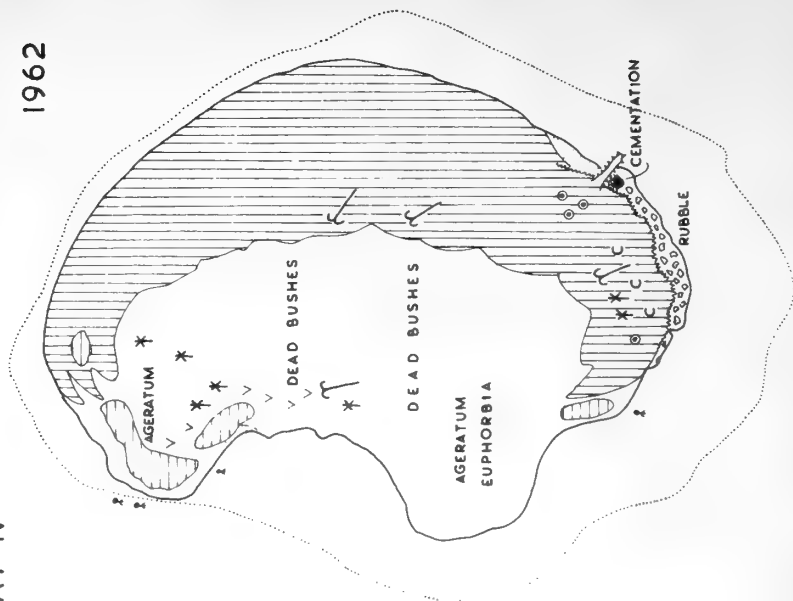 1962
AGERATUM
DEAD BUSHES
DEAD BUSHES
AGERATUM
EUPHORBIA
CEMENTATION
RUBBLE
C
C
C